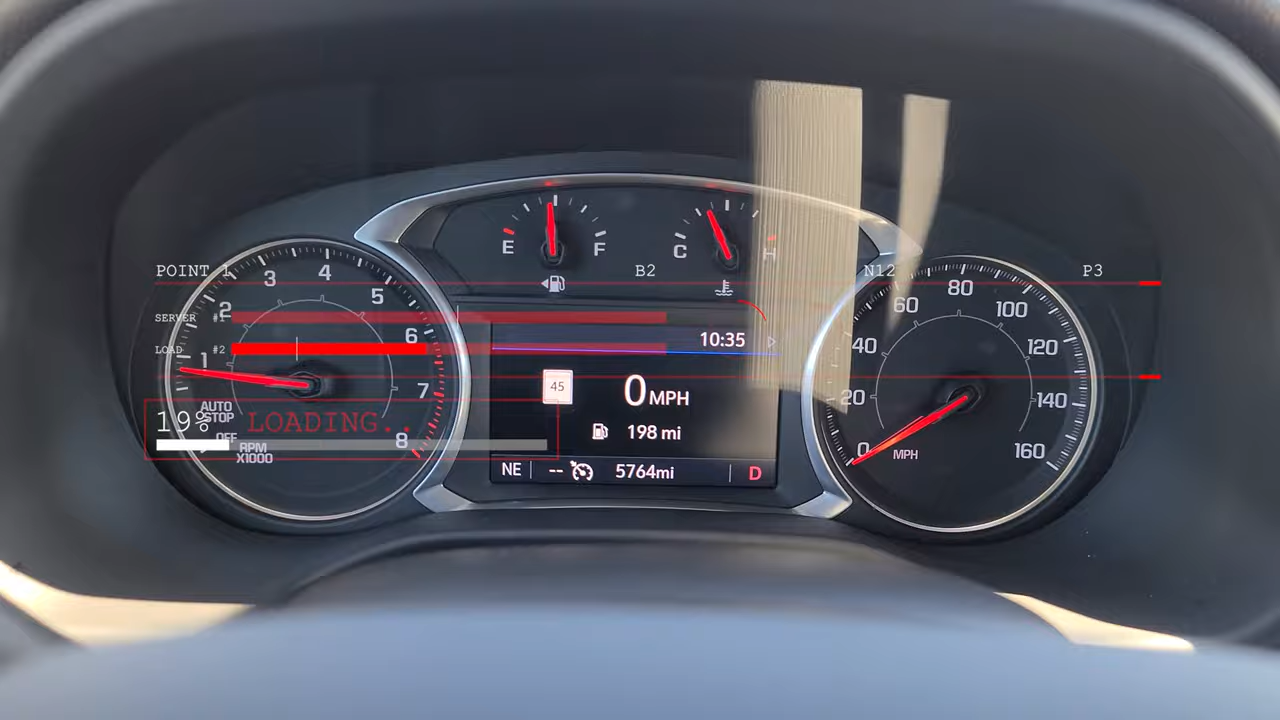 E F C H
POINT 1 B2 N12 P3
1 2 3 4 5 6 7 8
SERVER #1
LOAD #2
AUTO STOP
OFF
RPM
X1000
19% LOADING..
10:35
45 0 MPH
198 mi
NE -- 5764mi D
0 20 40 60 80 100 120 140 160
MPH